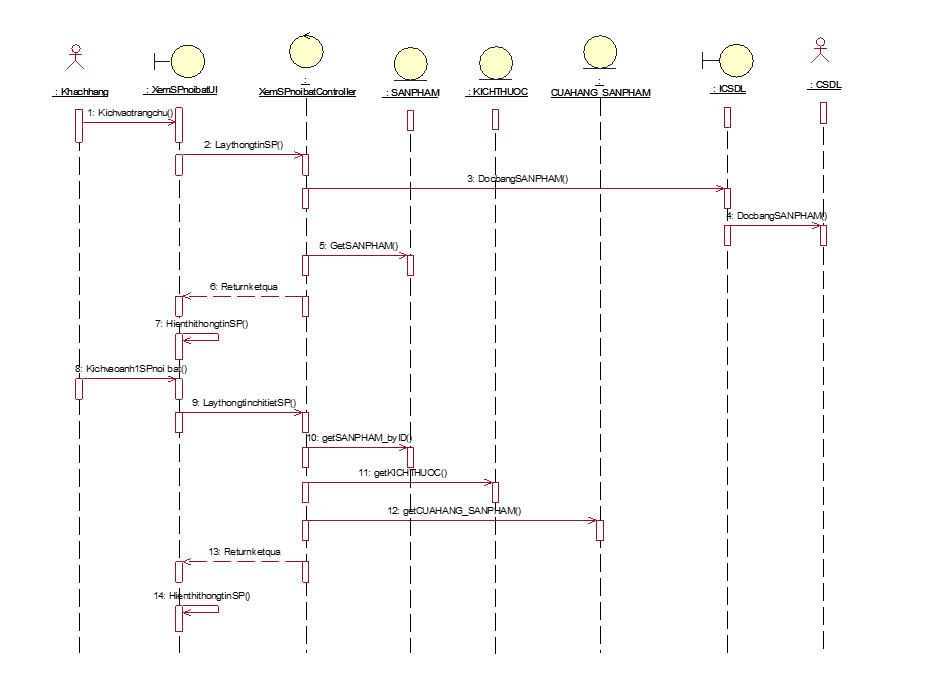 : Khachhang
: XemSPnoibatUI
:
XemSPnoibatController
: SANPHAM
: KICHTHUOC
:
CUAHANG_SANPHAM
: ICSDL
: CSDL
1: Kichvaotrangchu()
2: LaythongtinSP()
3: DocbangSANPHAM()
4: DocbangSANPHAM()
5: GetSANPHAM()
6: Returnketqua
7: HienthithongtinSP()
8: Kichvaoanh1SPnoi bat()
9: LaythongtinchitietSP()
10: getSANPHAM_byID()
11: getKICHTHUOC()
12: getCUAHANG_SANPHAM()
13: Returnketqua
14: HienthithongtinSP()